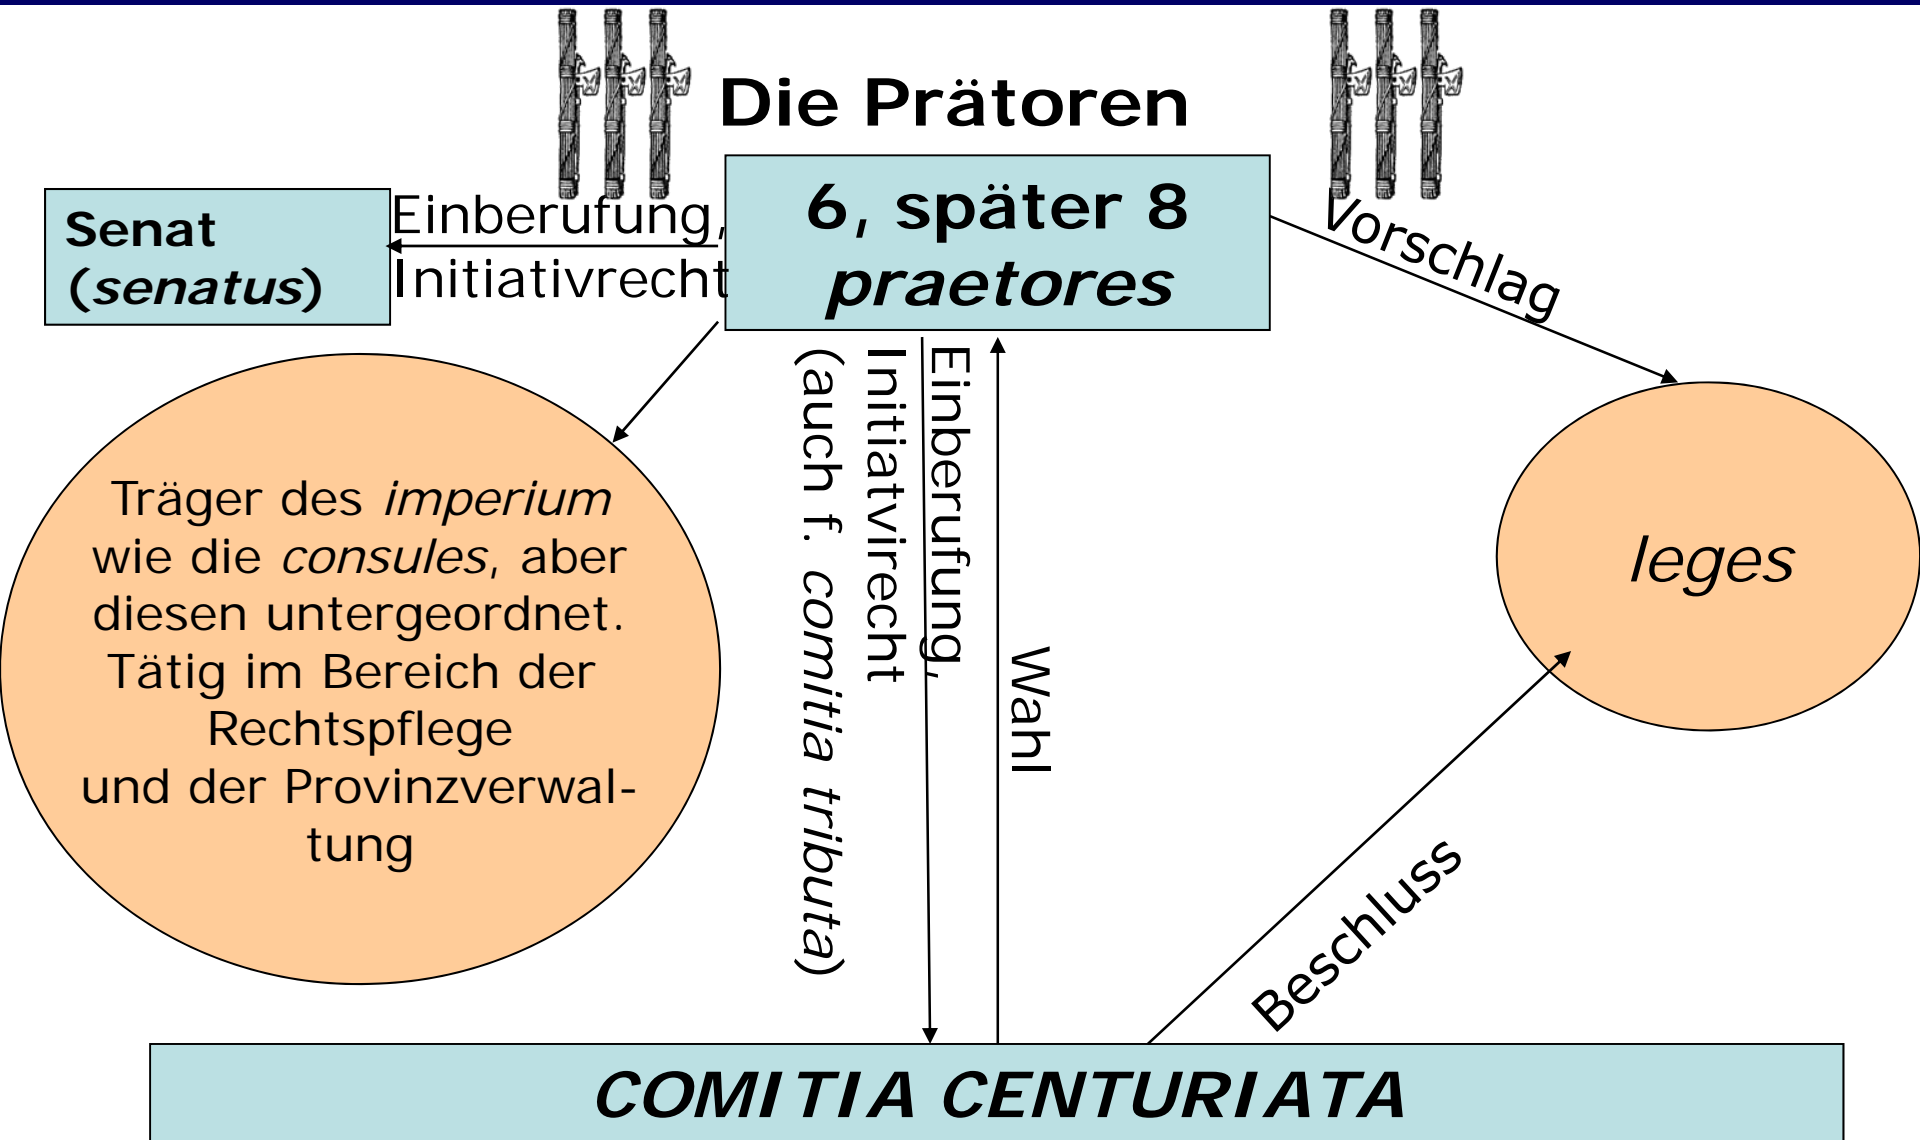 Die Prätoren
Senat
(senatus)
Einberufung,
Initiativrecht
6, später 8
praetores
Vorschlag
Träger des imperium
wie die consules, aber
diesen untergeordnet.
Tätig im Bereich der
Rechtspflege
und der Provinzverwal-
tung
Einberufung,
Initiatvirecht
(auch f. comitia tributa)
Wahl
leges
Beschluss
COMITIA CENTURIATA